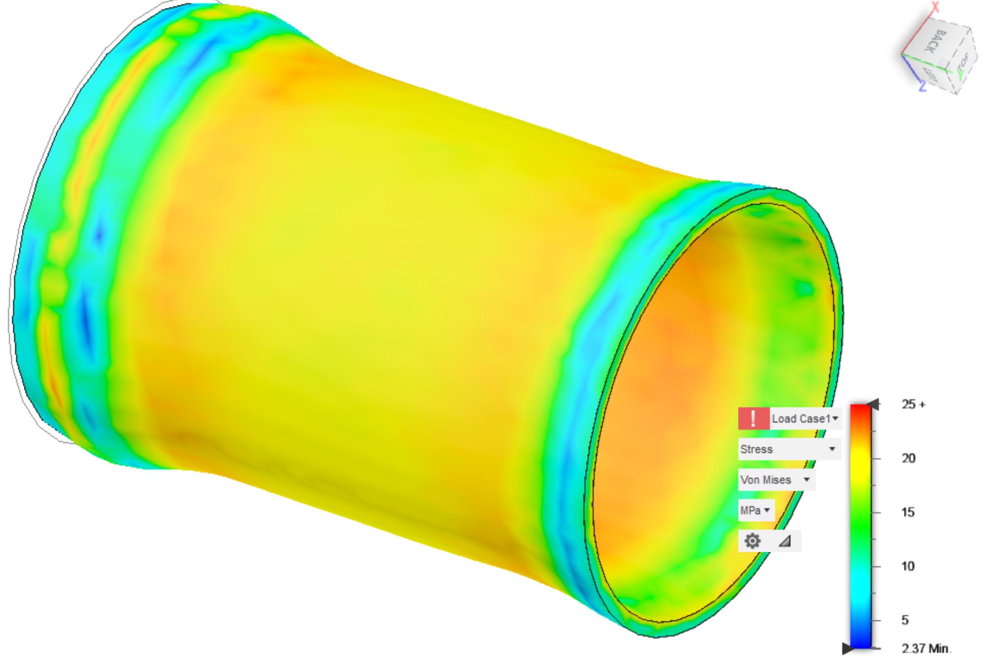 X
BACK
TOP
Y
Z
! Load Case1
Stress
Von Mises
MPa
25 +
20
15
10
5
2.37 Min.